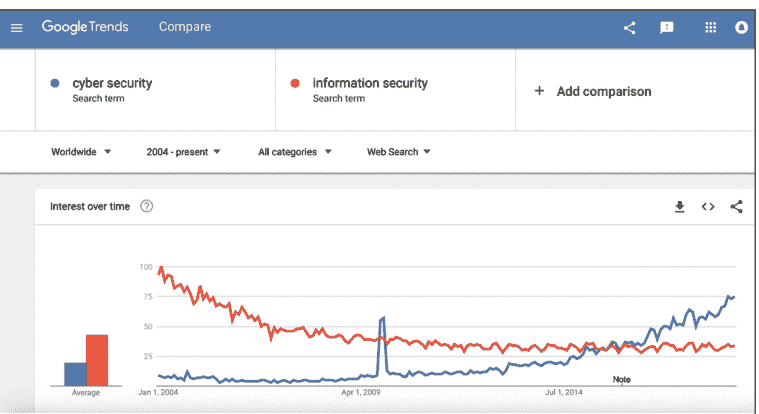 Google Trends Compare
cyber security
Search term
information security
Search term
+ Add comparison
Worldwide 2004 - present All categories Web Search
Interest over time ?
100
75
50
25
Average
Jan 1, 2004 Apr 1, 2009 Jul 1, 2014
Note